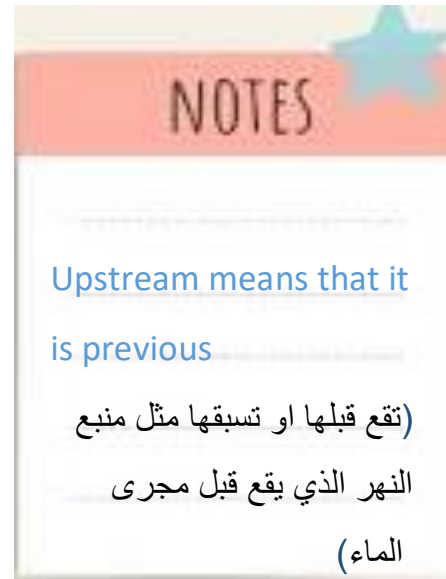 NOTES
Upstream means that it
is previous
(تقع قبلها او تسبقها مثل منبع
النهر الذي يقع قبل مجرى
الماء)